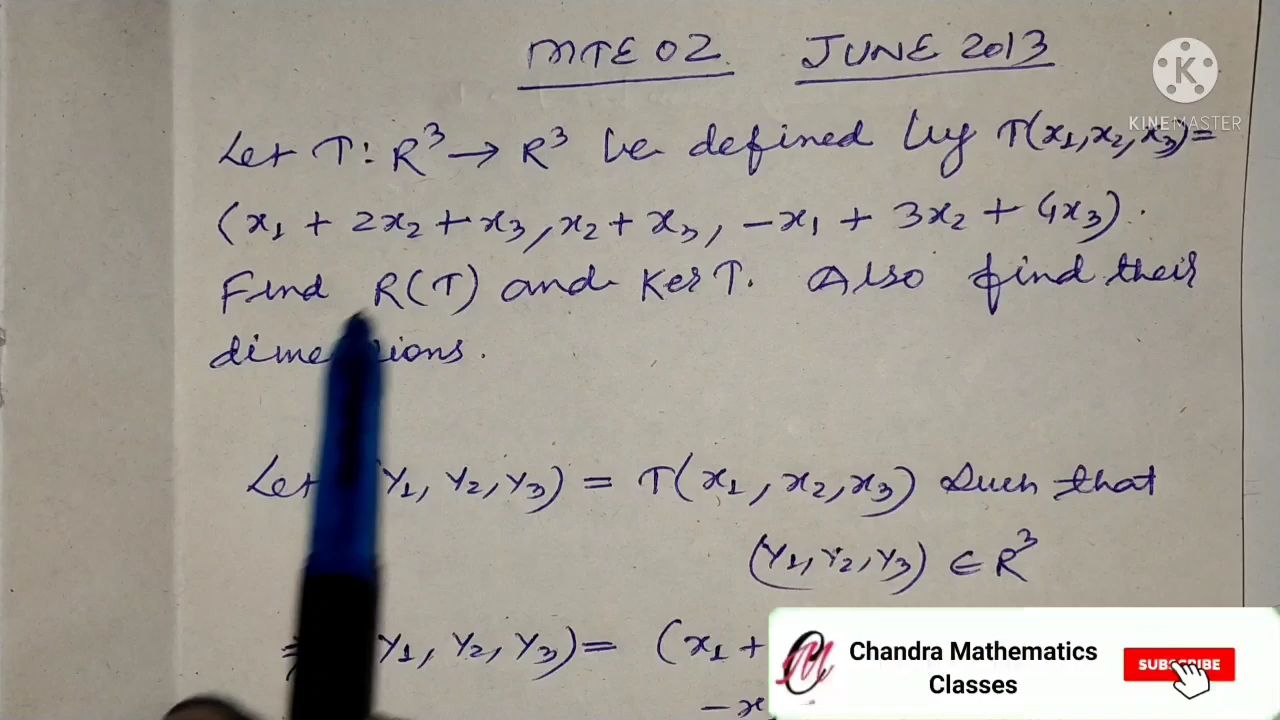 MTE 02 JUNE 2013
KINEMASTER
Let T: R³ → R³ be defined by T(x₁,x₂,x₃)=
(x₁ + 2x₂ + x₃, x₂ + x₃, -x₁ + 3x₂ + 4x₃).
Find R(T) and Ker T. Also find their
dimensions.
Let Y₁, Y₂, Y₃) = T(x₁, x₂, x₃) such that
(Y₁, Y₂, Y₃) ∈ R³
Y₁, Y₂, Y₃) = (x₁ +
-x
Chandra Mathematics
Classes
SUBSCRIBE